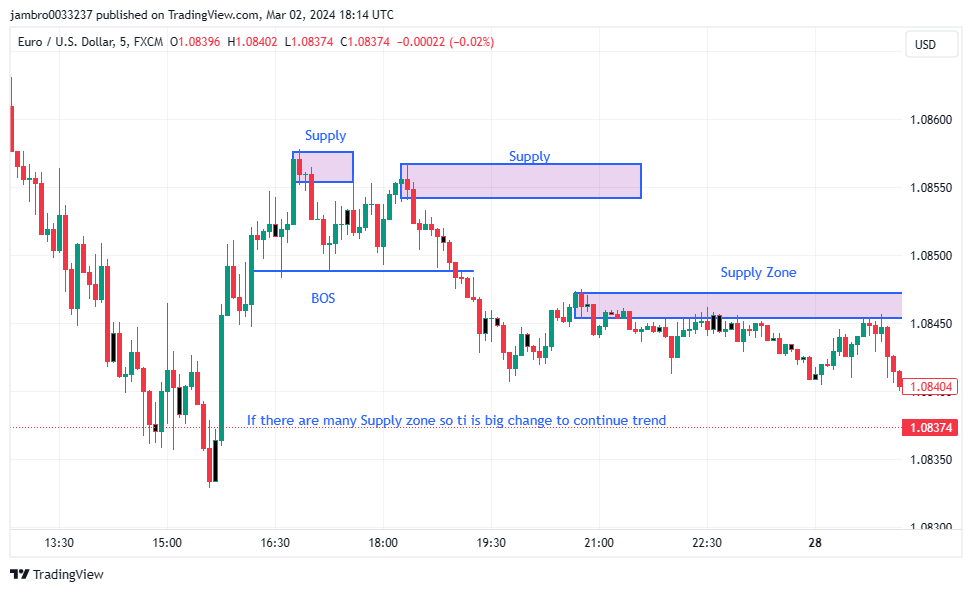 jambro0033237 published on TradingView.com, Mar 02, 2024 18:14 UTC
Euro / U.S. Dollar, 5, FXCM O1.08396 H1.08402 L1.08374 C1.08374 −0.00022 (−0.02%)
USD
1.08600
Supply
Supply
1.08550
1.08500
Supply Zone
BOS
1.08450
1.08404
If there are many Supply zone so ti is big change to continue trend
1.08374
1.08350
1.08300
13:30 15:00 16:30 18:00 19:30 21:00 22:30 28
TradingView